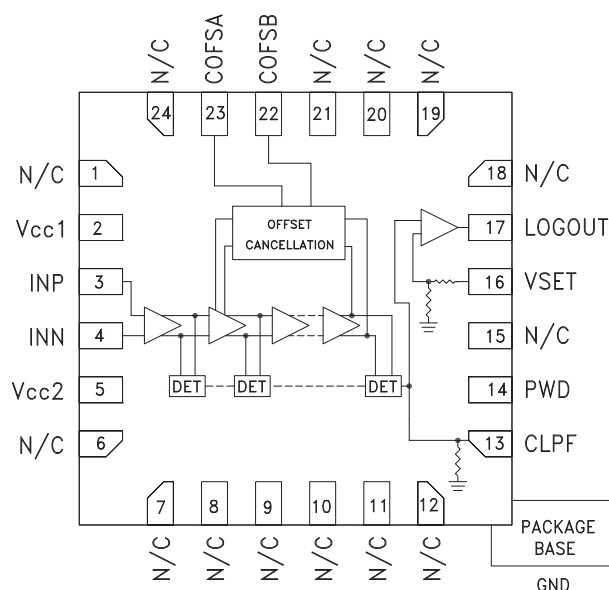 N/C
COFSA
COFSB
N/C
N/C
N/C
24
23
22
21
20
19
N/C
1
18
N/C
Vcc1
2
OFFSET
CANCELLATION
17
LOGOUT
INP
3
16
VSET
INN
4
15
N/C
Vcc2
5
DET
DET
DET
14
PWD
N/C
6
13
CLPF
7
8
9
10
11
12
N/C
N/C
N/C
N/C
N/C
N/C
PACKAGE
BASE
GND